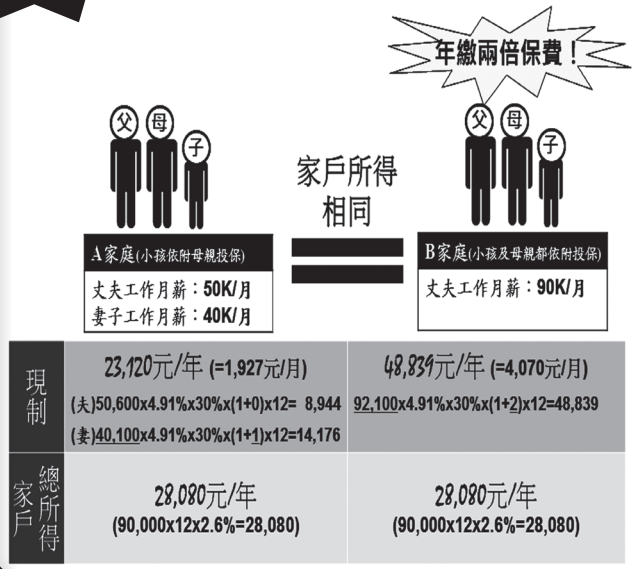 年繳兩倍保費！
父 母 子
父 母 子
家戶所得
相同
A家庭(小孩依附母親投保)
丈夫工作月薪：50K/月
妻子工作月薪：40K/月
B家庭(小孩及母親都依附投保)
丈夫工作月薪：90K/月
現制
23,120元/年 (=1,927元/月)
(夫)50,600x4.91%x30%x(1+0)x12= 8,944
(妻)40,100x4.91%x30%x(1+1)x12=14,176
48,839元/年 (=4,070元/月)
92,100x4.91%x30%x(1+2)x12=48,839
家戶總所得
28,080元/年
(90,000x12x2.6%=28,080)
28,080元/年
(90,000x12x2.6%=28,080)